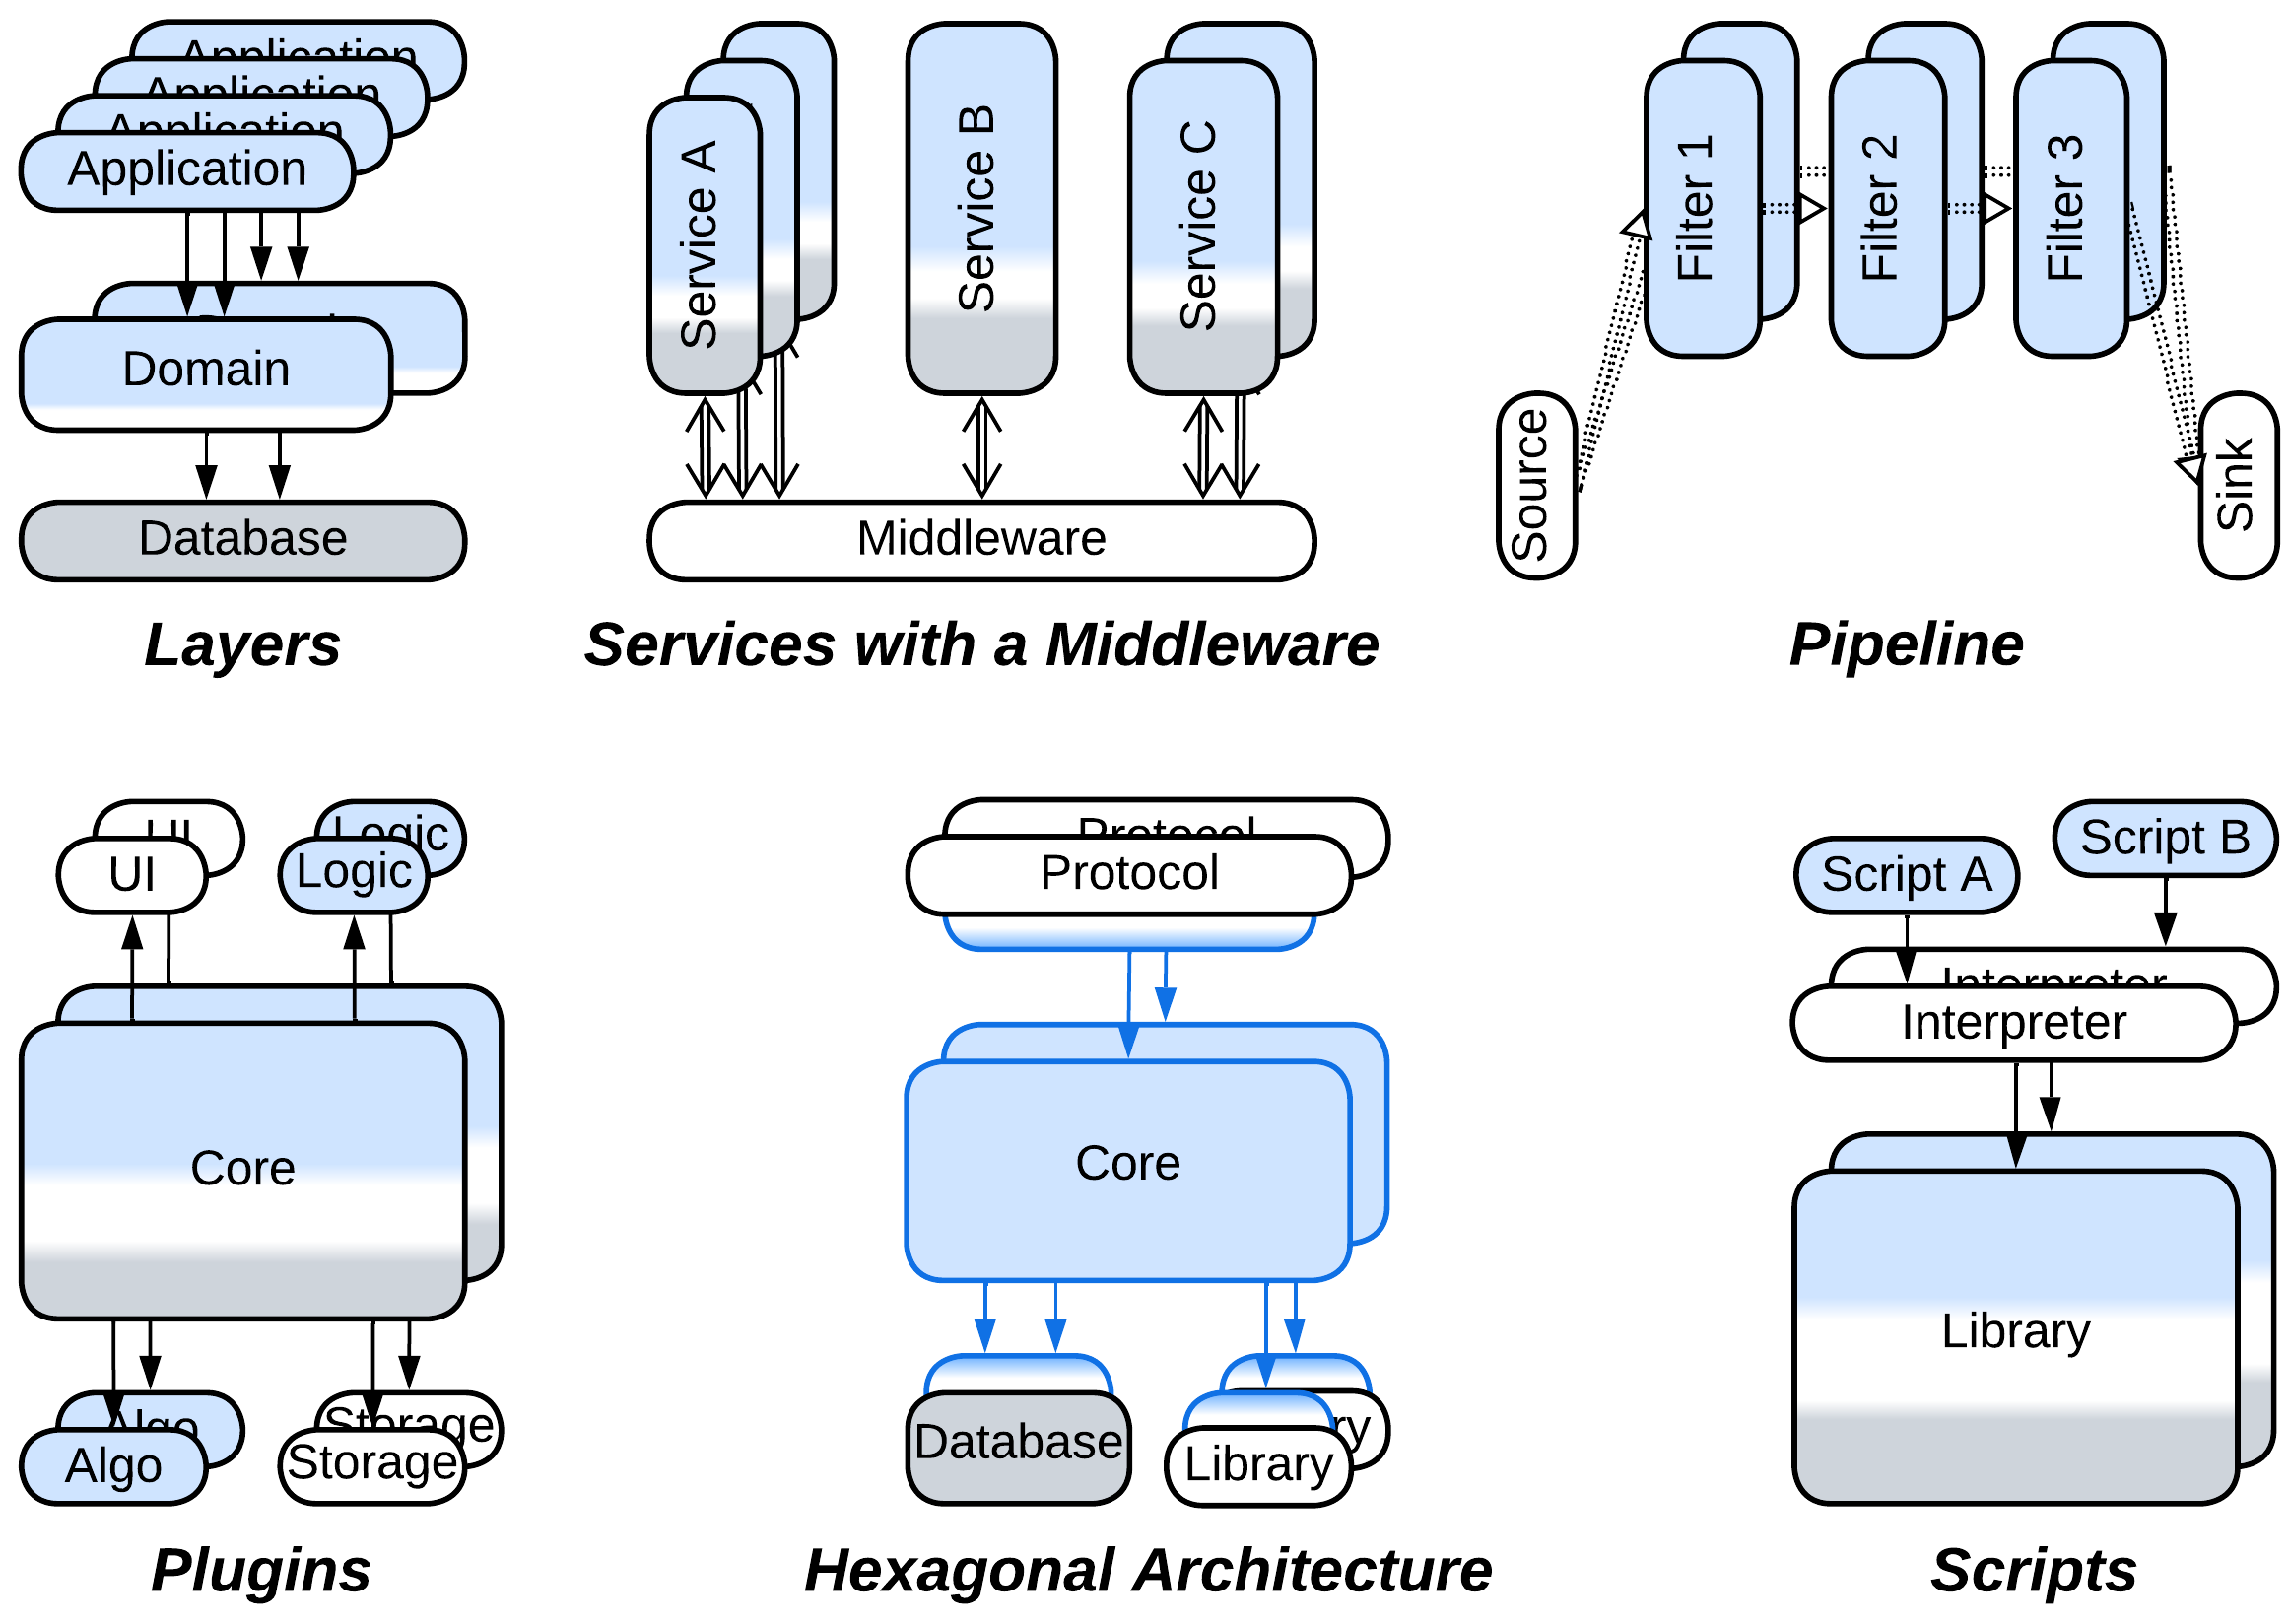 Application
Application
Application
Application
Domain
Database
Layers
Service A
Service B
Service C
Middleware
Services with a Middleware
Filter 1
Filter 2
Filter 3
Source
Sink
Pipeline
UI
UI
Logic
Logic
Core
Algo
Algo
Storage
Storage
Plugins
Protocol
Protocol
Core
Database
Library
Hexagonal Architecture
Script A
Script B
Interpreter
Interpreter
Library
Scripts